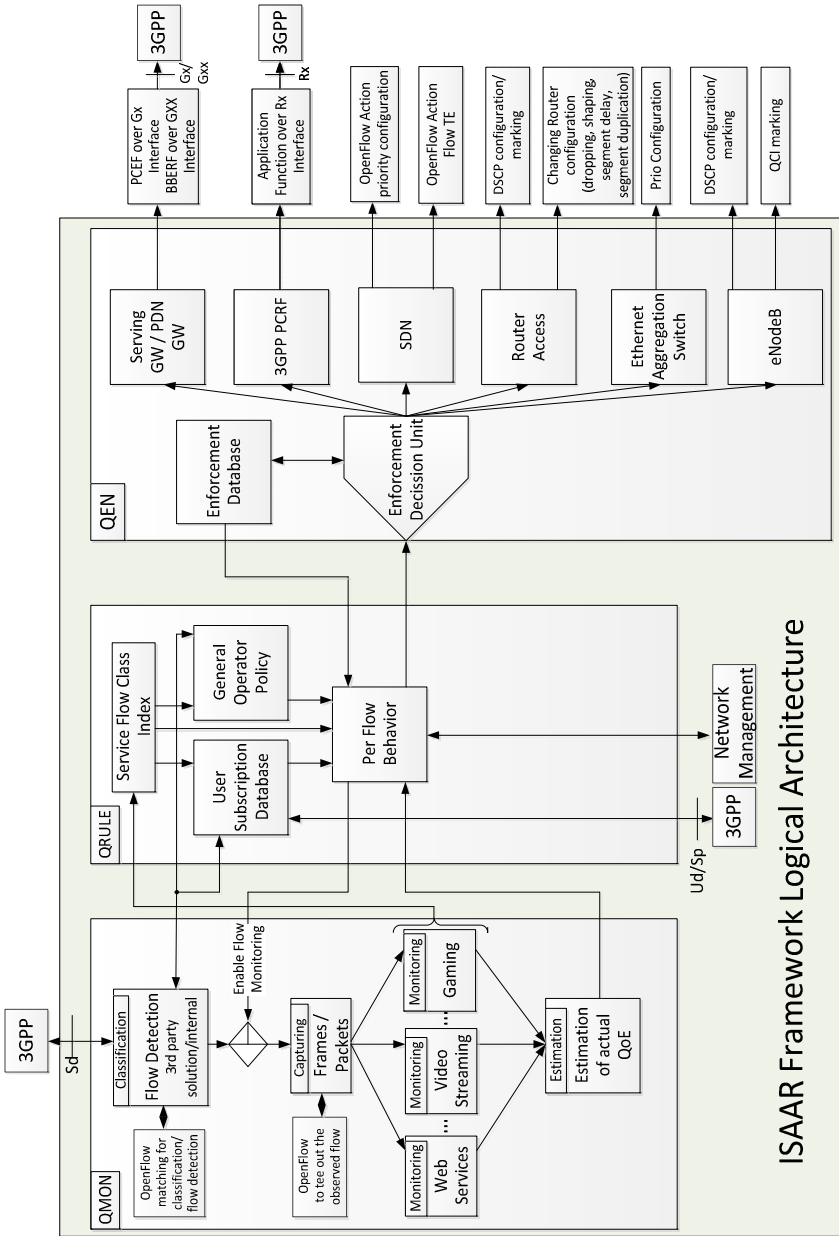 3GPP
Sd
QMON
Classification
Flow Detection
3rd party
solution/internal
OpenFlow
matching for
classification/
flow detection
Enable Flow
Monitoring
Capturing
Frames /
Packets
OpenFlow
to tee out the
observed flow
Monitoring
Web
Services
...
Monitoring
Video
Streaming
...
Monitoring
Gaming
Estimation
Estimation
of actual
QoE
QRULE
Service Flow Class
Index
User
Subscription
Database
General
Operator
Policy
Per Flow
Behavior
Ud/Sp
3GPP
Network
Management
QEN
Enforcement
Database
Enforcement
Decission Unit
Serving
GW / PDN
GW
3GPP PCRF
SDN
Router
Access
Ethernet
Aggregation
Switch
eNodeB
PCEF over Gx
Interface
BBERF over GXX
Interface
Gx/
Gxx
3GPP
Application
Function over Rx
Interface
Rx
3GPP
OpenFlow Action
priority configuration
OpenFlow Action
Flow TE
DSCP configuration/
marking
Changing Router
configuration
(dropping, shaping,
segment delay,
segment duplication)
Prio Configuration
DSCP configuration/
marking
QCI marking
ISAAR Framework Logical Architecture